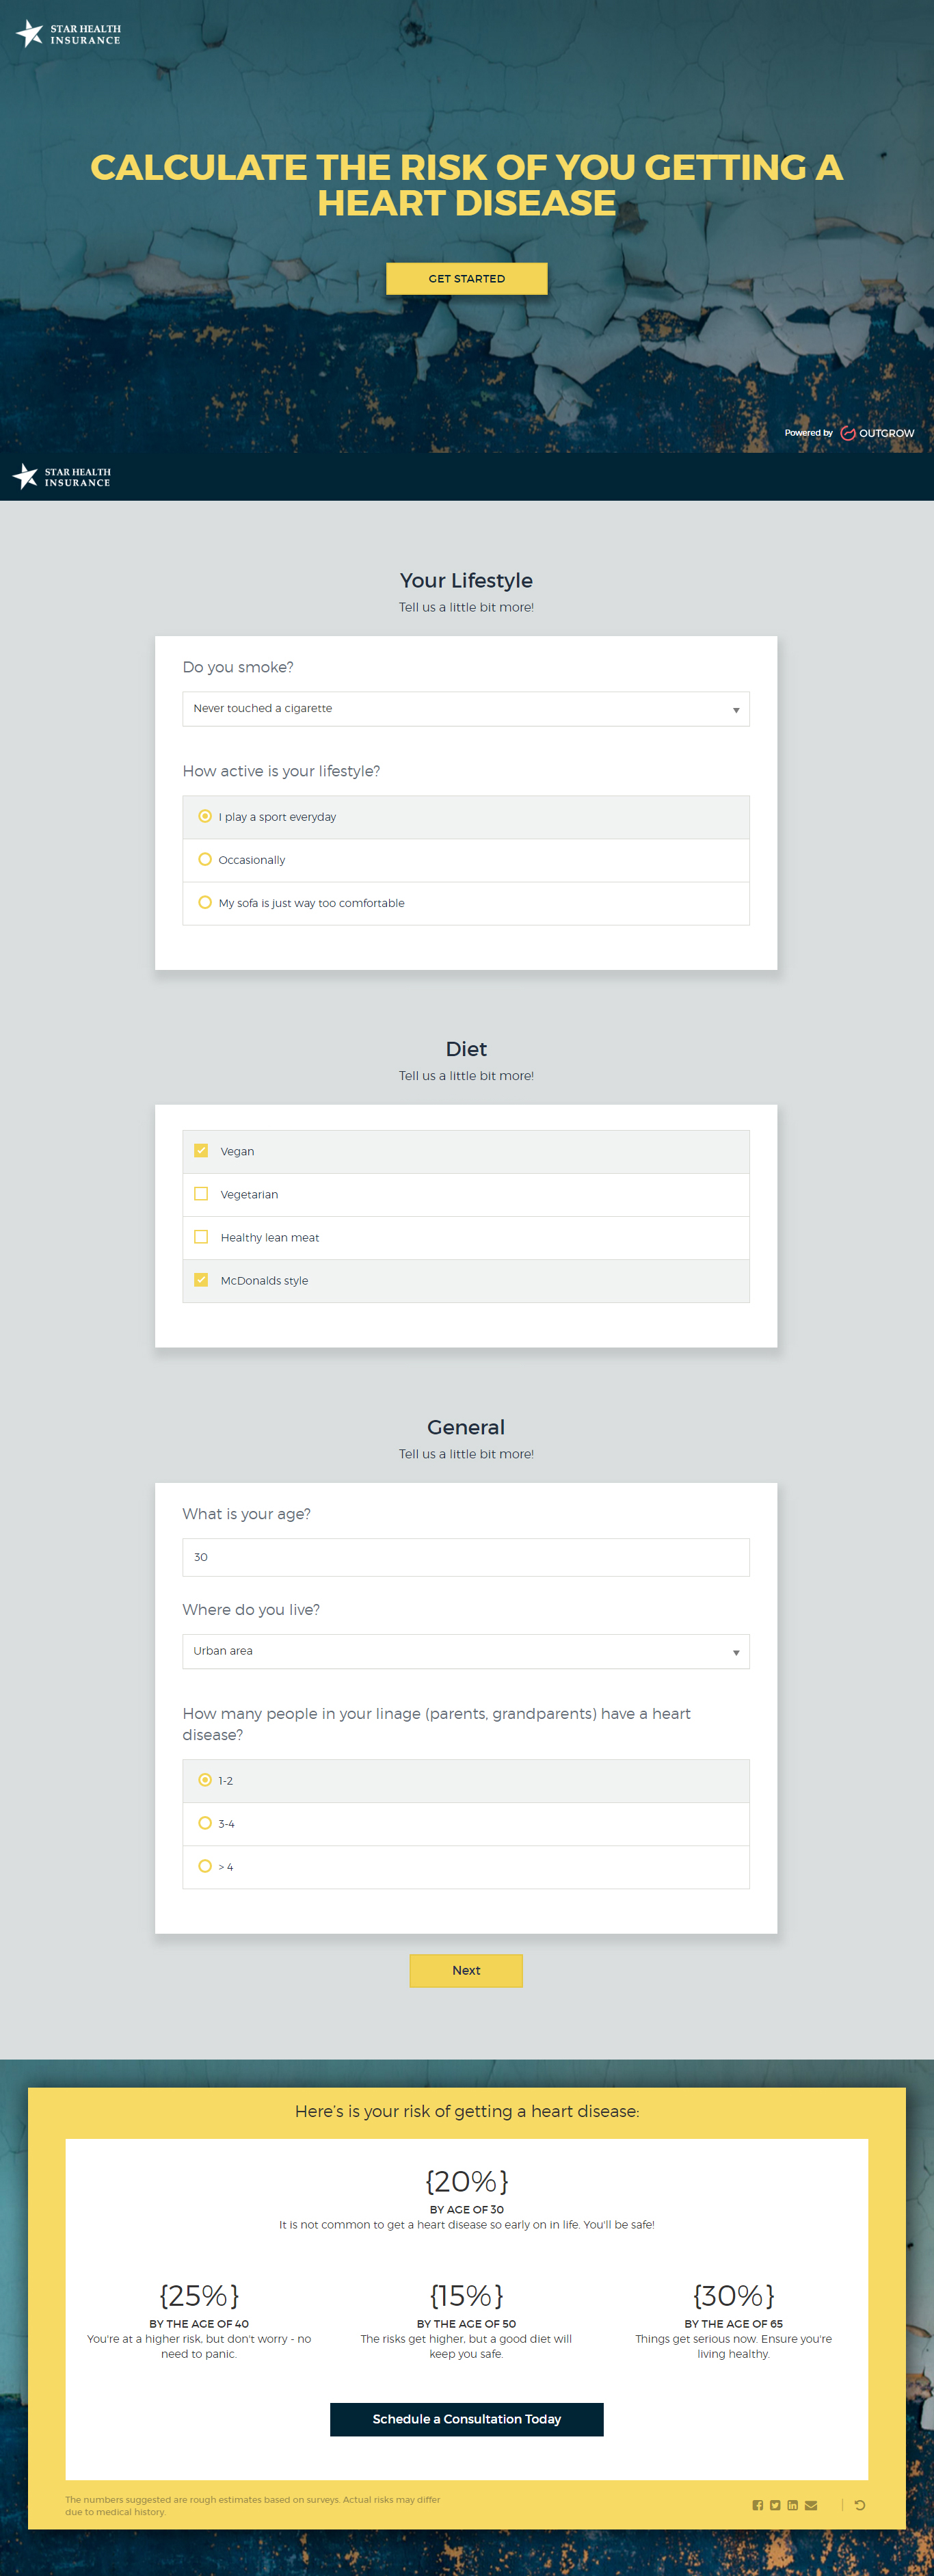 STAR HEALTH
INSURANCE
CALCULATE THE RISK OF YOU GETTING A
HEART DISEASE
GET STARTED
Powered by OUTGROW
STAR HEALTH
INSURANCE
Your Lifestyle
Tell us a little bit more!
Do you smoke?
Never touched a cigarette
How active is your lifestyle?
I play a sport everyday
Occasionally
My sofa is just way too comfortable
Diet
Tell us a little bit more!
Vegan
Vegetarian
Healthy lean meat
McDonalds style
General
Tell us a little bit more!
What is your age?
30
Where do you live?
Urban area
How many people in your linage (parents, grandparents) have a heart
disease?
1-2
3-4
> 4
Next
Here's is your risk of getting a heart disease:
{20%}
BY AGE OF 30
It is not common to get a heart disease so early on in life. You'll be safe!
{25%}
BY THE AGE OF 40
You're at a higher risk, but don't worry - no
need to panic.
{15%}
BY THE AGE OF 50
The risks get higher, but a good diet will
keep you safe.
{30%}
BY THE AGE OF 65
Things get serious now. Ensure you're
living healthy.
Schedule a Consultation Today
The numbers suggested are rough estimates based on surveys. Actual risks may differ
due to medical history.